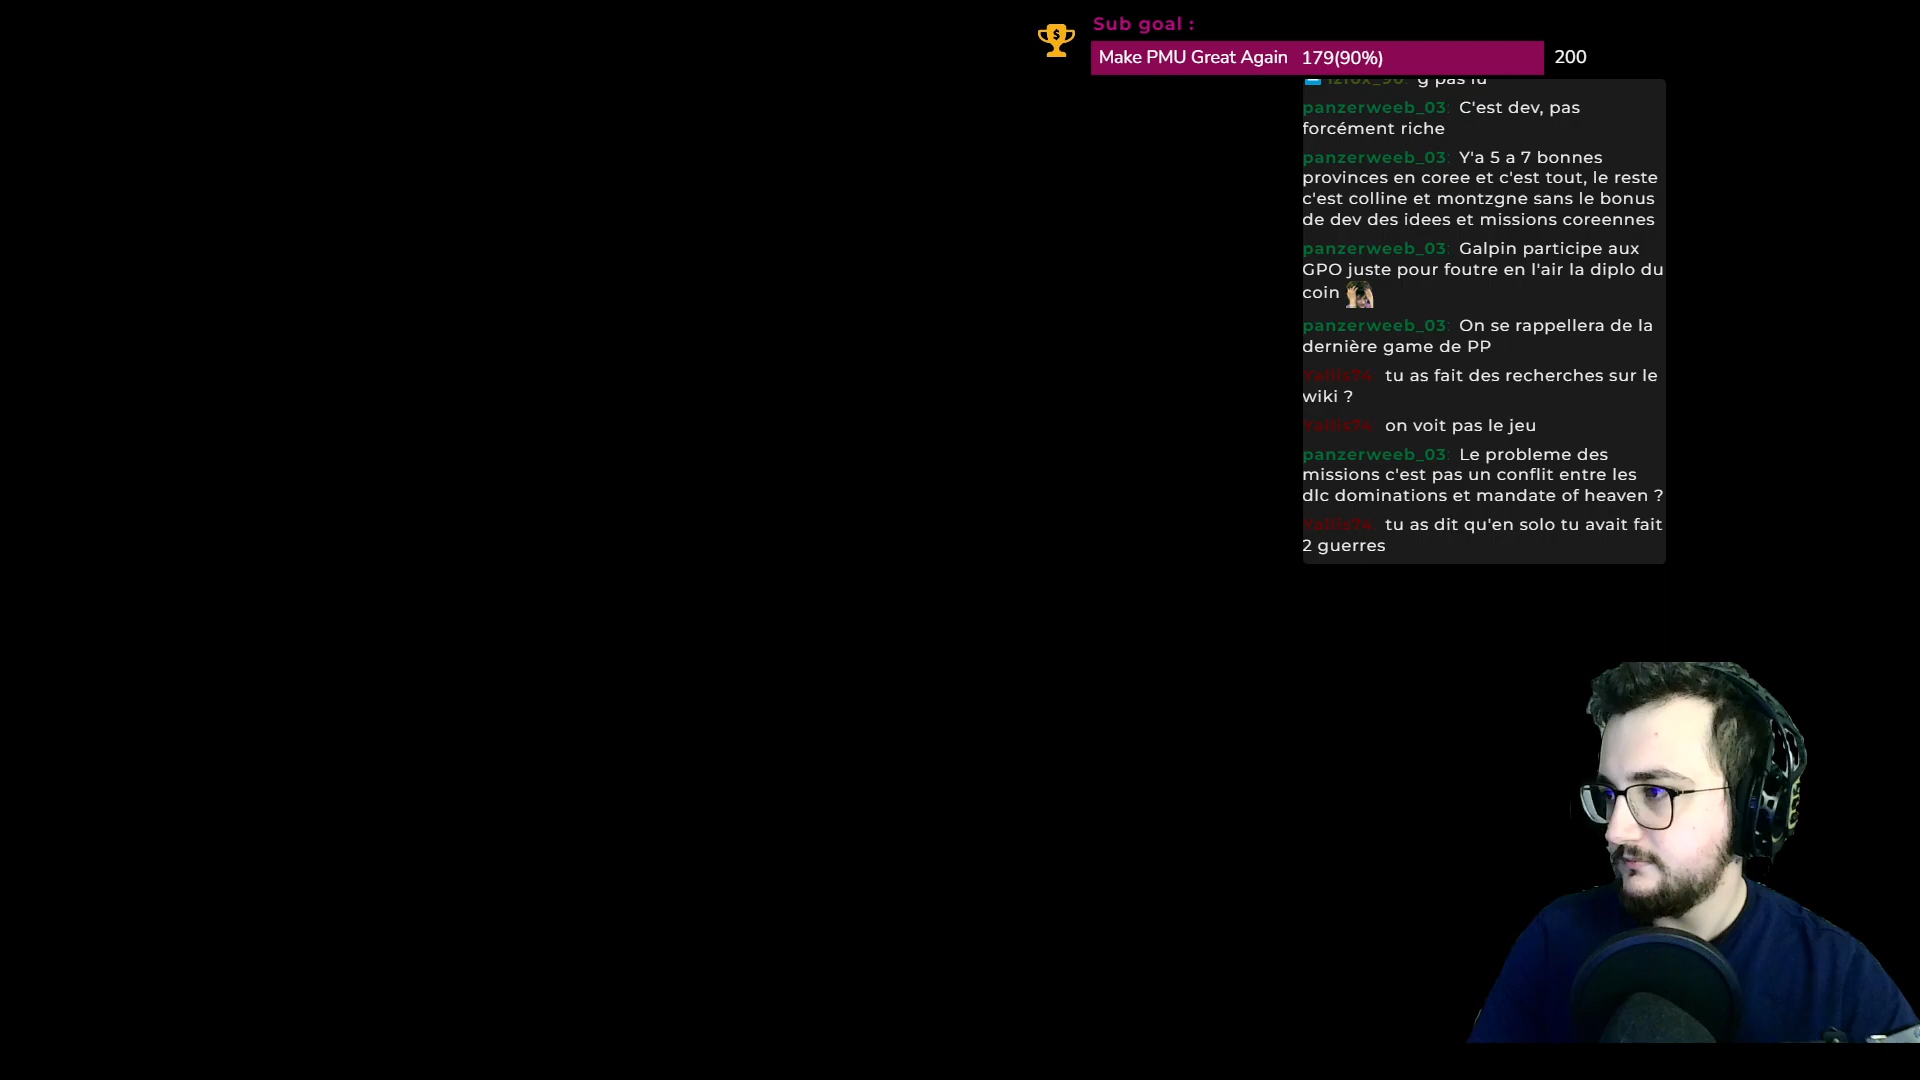 Sub goal :
Make PMU Great Again 179(90%) 200
g pas lu
panzerweeb_03: C'est dev, pas
forcément riche
panzerweeb_03: Y'a 5 a 7 bonnes
provinces en coree et c'est tout, le reste
c'est colline et montzgne sans le bonus
de dev des idees et missions coreennes
panzerweeb_03: Galpin participe aux
GPO juste pour foutre en l'air la diplo du
coin
panzerweeb_03: On se rappellera de la
dernière game de PP
Yallis74: tu as fait des recherches sur le
wiki ?
Yallis74: on voit pas le jeu
panzerweeb_03: Le probleme des
missions c'est pas un conflit entre les
dlc dominations et mandate of heaven ?
Yallis74: tu as dit qu'en solo tu avait fait
2 guerres